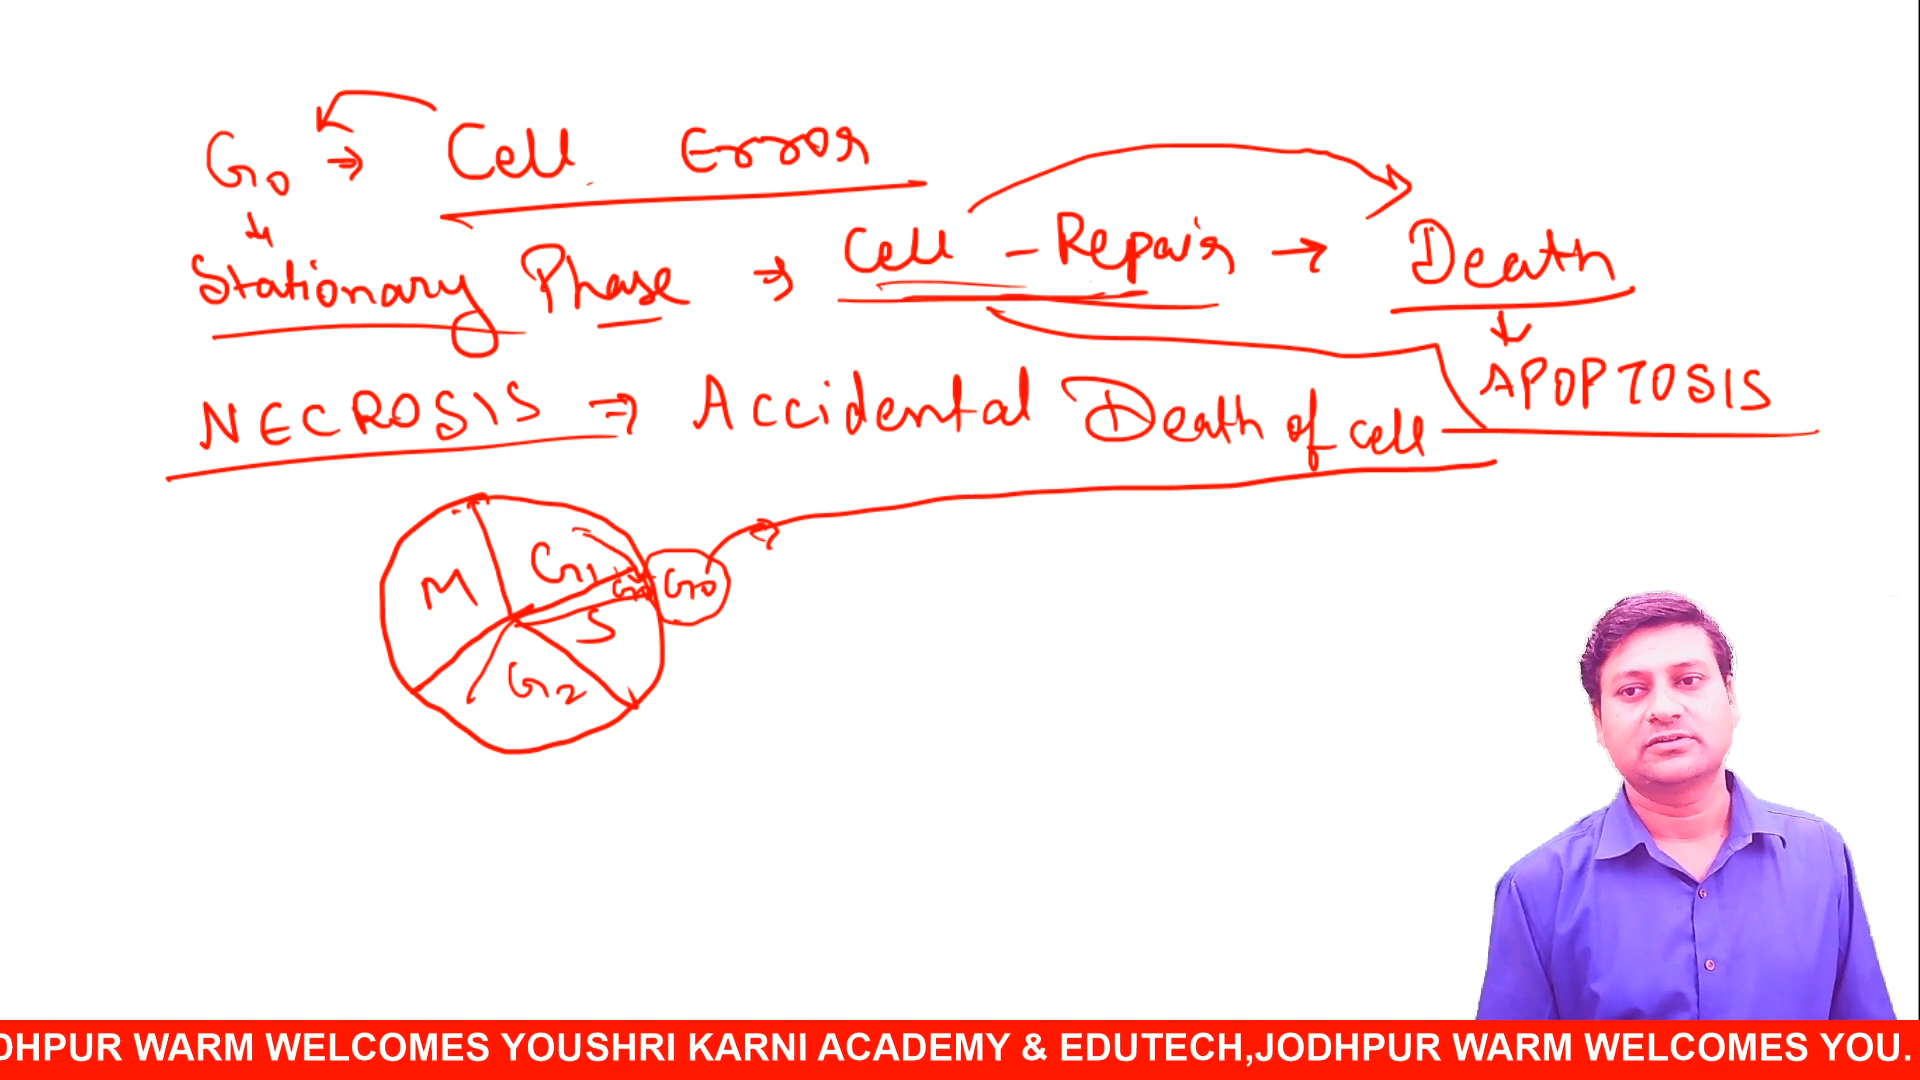 G0 → Cell Error
↓
Stationary Phase → Cell - Repair → Death
↓
APOPTOSIS
NECROSIS ⇒ Accidental Death of cell
M G1 G0 G0
S
G2
DHPUR WARM WELCOMES YOUSHRI KARNI ACADEMY & EDUTECH,JODHPUR WARM WELCOMES YOU.